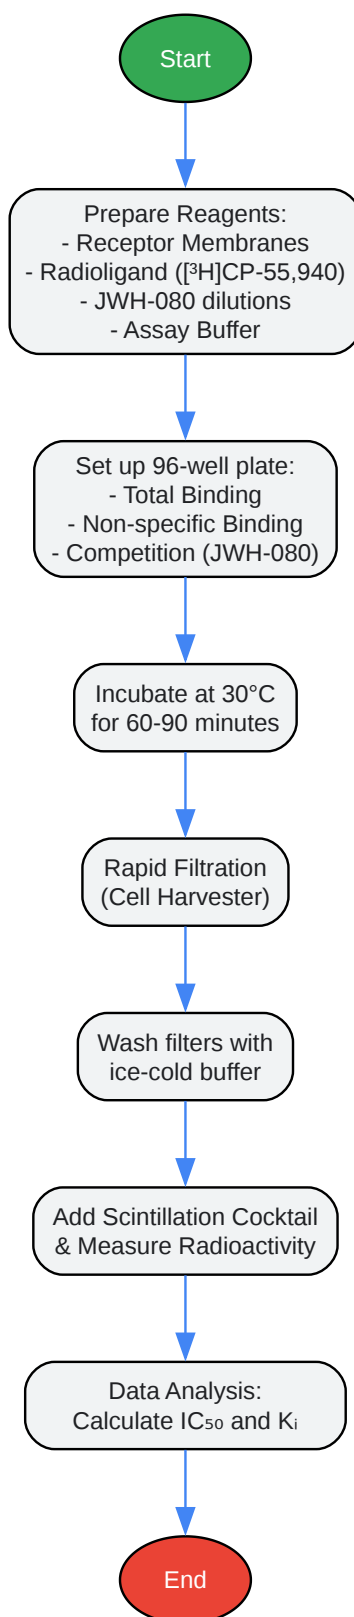 Start
Prepare Reagents:
- Receptor Membranes
- Radioligand ([³H]CP-55,940)
- JWH-080 dilutions
- Assay Buffer
Set up 96-well plate:
- Total Binding
- Non-specific Binding
- Competition (JWH-080)
Incubate at 30°C
for 60-90 minutes
Rapid Filtration
(Cell Harvester)
Wash filters with
ice-cold buffer
Add Scintillation Cocktail
& Measure Radioactivity
Data Analysis:
Calculate IC₅₀ and Kᵢ
End